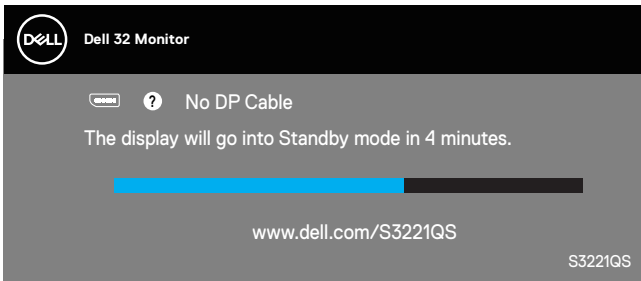 DELL
Dell 32 Monitor
? No DP Cable
The display will go into Standby mode in 4 minutes.
www.dell.com/S3221QS
S3221QS